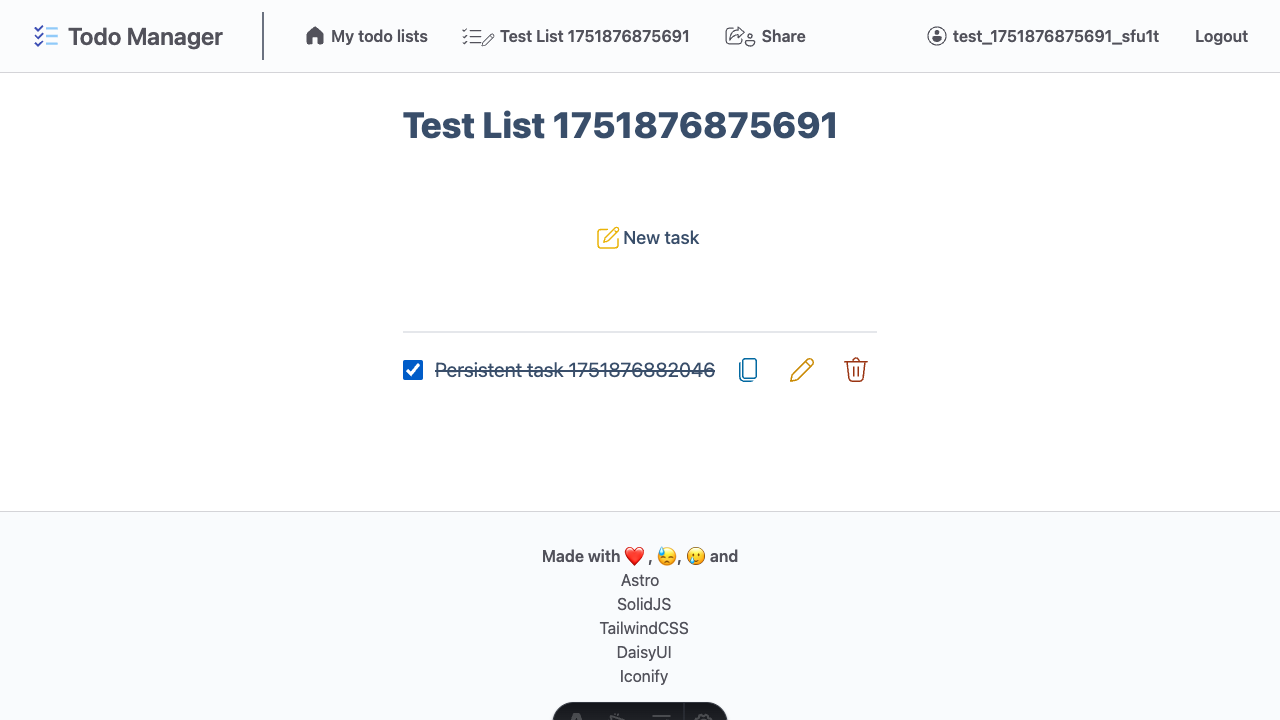 Todo Manager
My todo lists
Test List 1751876875691
Share
test_1751876875691_sfu1t
Logout
Test List 1751876875691
New task
Persistent task 1751876882046
Made with ❤️ , 😓, 🥲 and
Astro
SolidJS
TailwindCSS
DaisyUI
Iconify